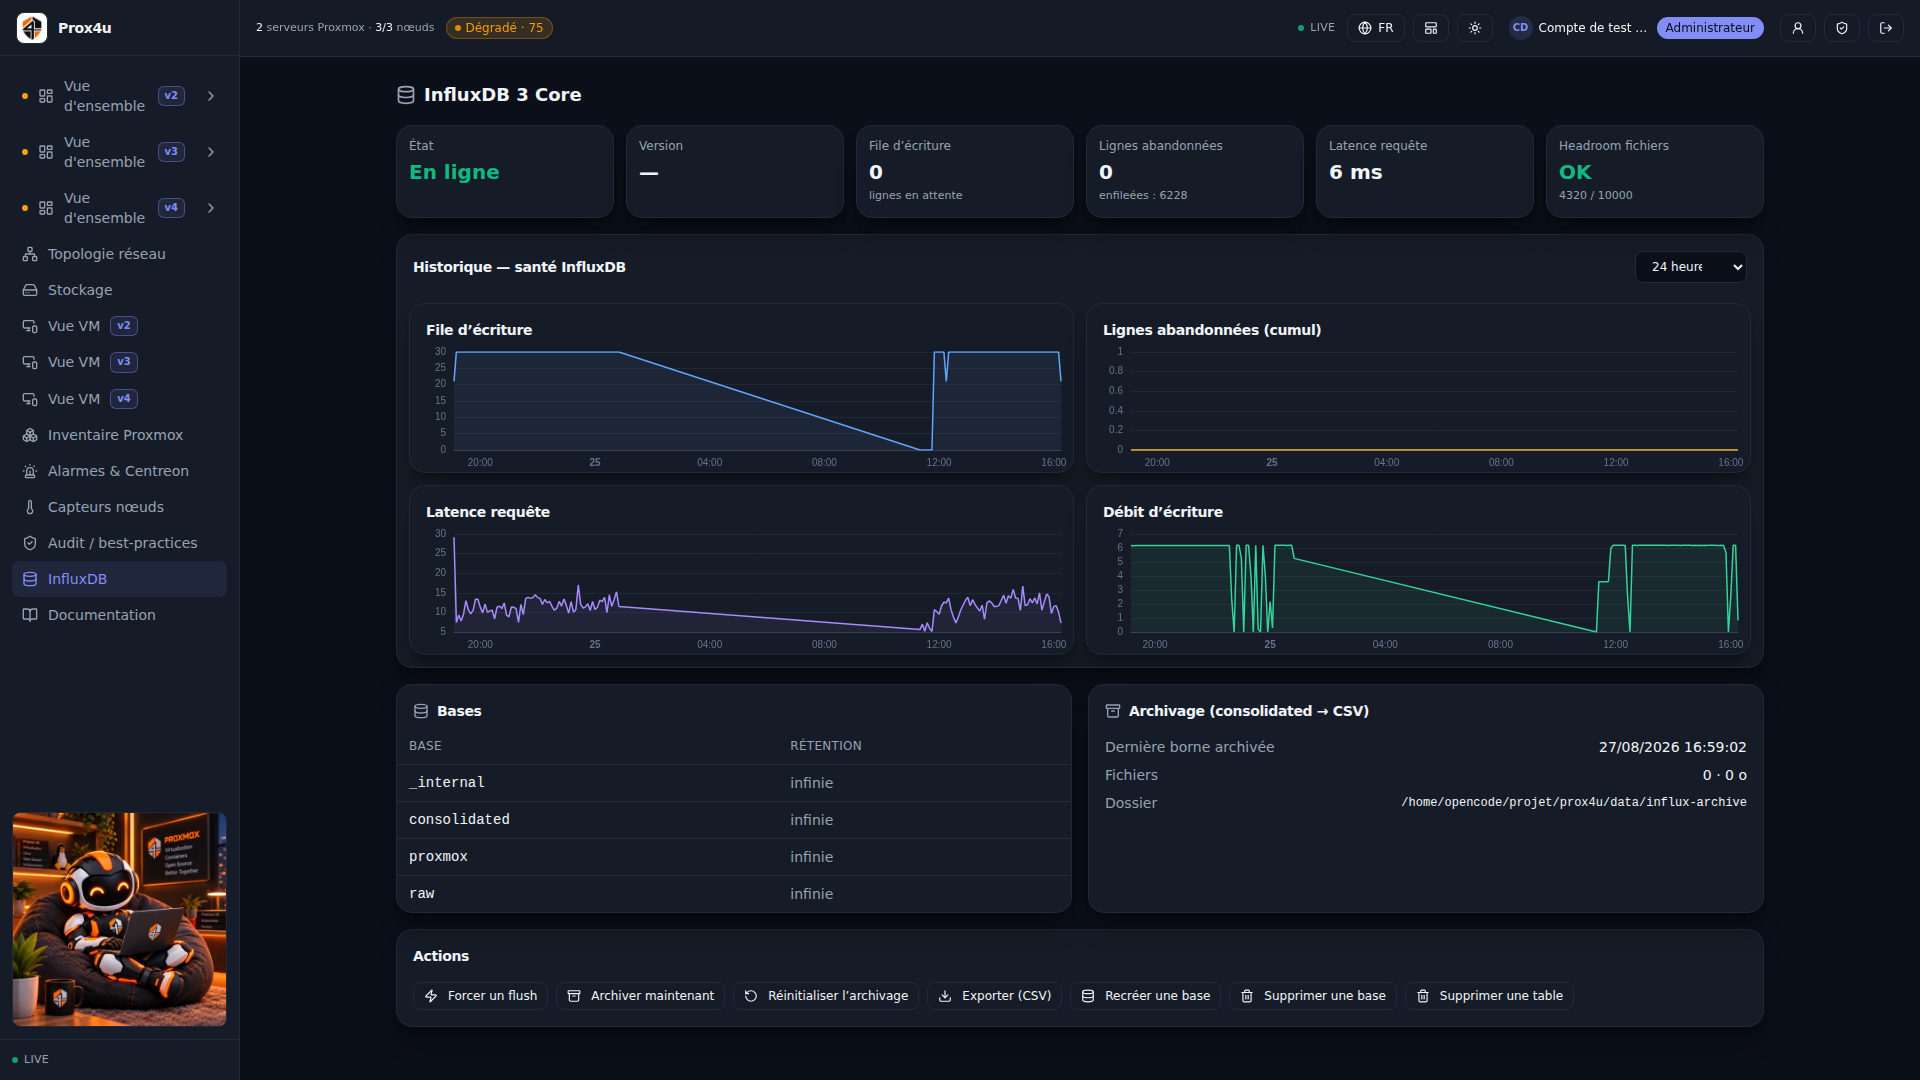 Prox4u
2 serveurs Proxmox · 3/3 nœuds
Dégradé · 75
LIVE
FR
CD
Compte de test ...
Administrateur
Vue d'ensemble
v2
Vue d'ensemble
v3
Vue d'ensemble
v4
Topologie réseau
Stockage
Vue VM v2
Vue VM v3
Vue VM v4
Inventaire Proxmox
Alarmes & Centreon
Capteurs nœuds
Audit / best-practices
InfluxDB
Documentation
PROXMOX
Virtualization
Containers
Open Source
Better Together
LIVE
InfluxDB 3 Core
État
En ligne
Version
—
File d’écriture
0
lignes en attente
Lignes abandonnées
0
enfileées : 6228
Latence requête
6 ms
Headroom fichiers
OK
4320 / 10000
Historique — santé InfluxDB
24 heure
File d’écriture
30
25
20
15
10
5
0
20:00 25 04:00 08:00 12:00 16:00
Lignes abandonnées (cumul)
1
0.8
0.6
0.4
0.2
0
20:00 25 04:00 08:00 12:00 16:00
Latence requête
30
25
20
15
10
5
20:00 25 04:00 08:00 12:00 16:00
Débit d’écriture
7
6
5
4
3
2
1
0
20:00 25 04:00 08:00 12:00 16:00
Bases
BASE RÉTENTION
_internal infinie
consolidated infinie
proxmox infinie
raw infinie
Archivage (consolidated → CSV)
Dernière borne archivée 27/08/2026 16:59:02
Fichiers 0 · 0 o
Dossier /home/opencode/projet/prox4u/data/influx-archive
Actions
Forcer un flush
Archiver maintenant
Réinitialiser l’archivage
Exporter (CSV)
Recréer une base
Supprimer une base
Supprimer une table